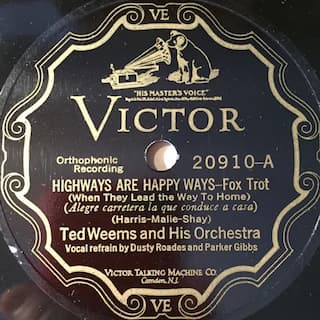 VE
"HIS MASTER'S VOICE"
VICTOR
Orthophonic
Recording
20910-A
HIGHWAYS ARE HAPPY WAYS-Fox Trot
(When They Lead the Way To Home)
(Alegre carretera la que conduce a casa)
(Harris-Malie-Shay)
Ted Weems and His Orchestra
Vocal refrain by Dusty Roades and Parker Gibbs
VICTOR TALKING MACHINE CO.
Camden, N.J.
VE